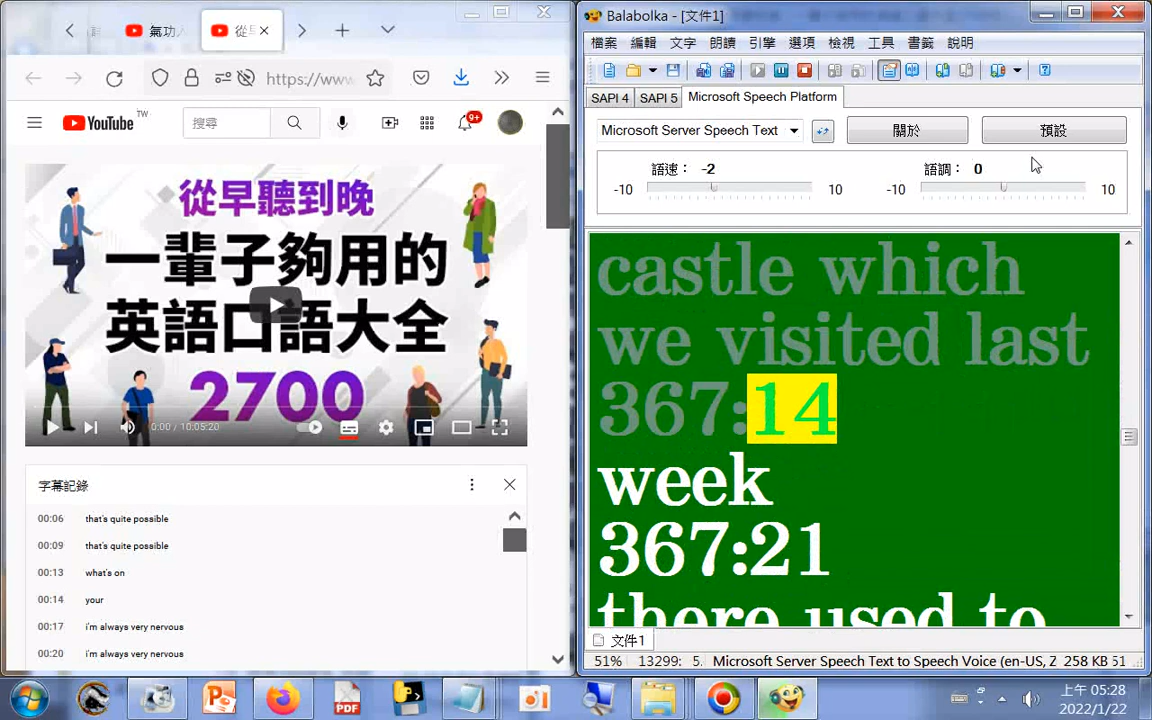 氣功
從
https://www
YouTube TW
搜尋
9+
從早聽到晚
一輩子夠用的
英語口語大全
2700
0:00 / 10:05:20
字幕記錄
00:06 that's quite possible
00:09 that's quite possible
00:13 what's on
00:14 your
00:17 i'm always very nervous
00:20 i'm always very nervous
Balabolka - [文件1]
檔案 編輯 文字 朗讀 引擎 選項 檢視 工具 書籤 說明
SAPI 4 SAPI 5 Microsoft Speech Platform
Microsoft Server Speech Text 關於 預設
語速： -2 語調： 0
-10 10 -10 10
castle which
we visited last
367:14
week
367:21
there used to
文件1
51% 13299: 5. Microsoft Server Speech Text to Speech Voice (en-US, Z 258 KB 51
PDF
上午 05:28
2022/1/22